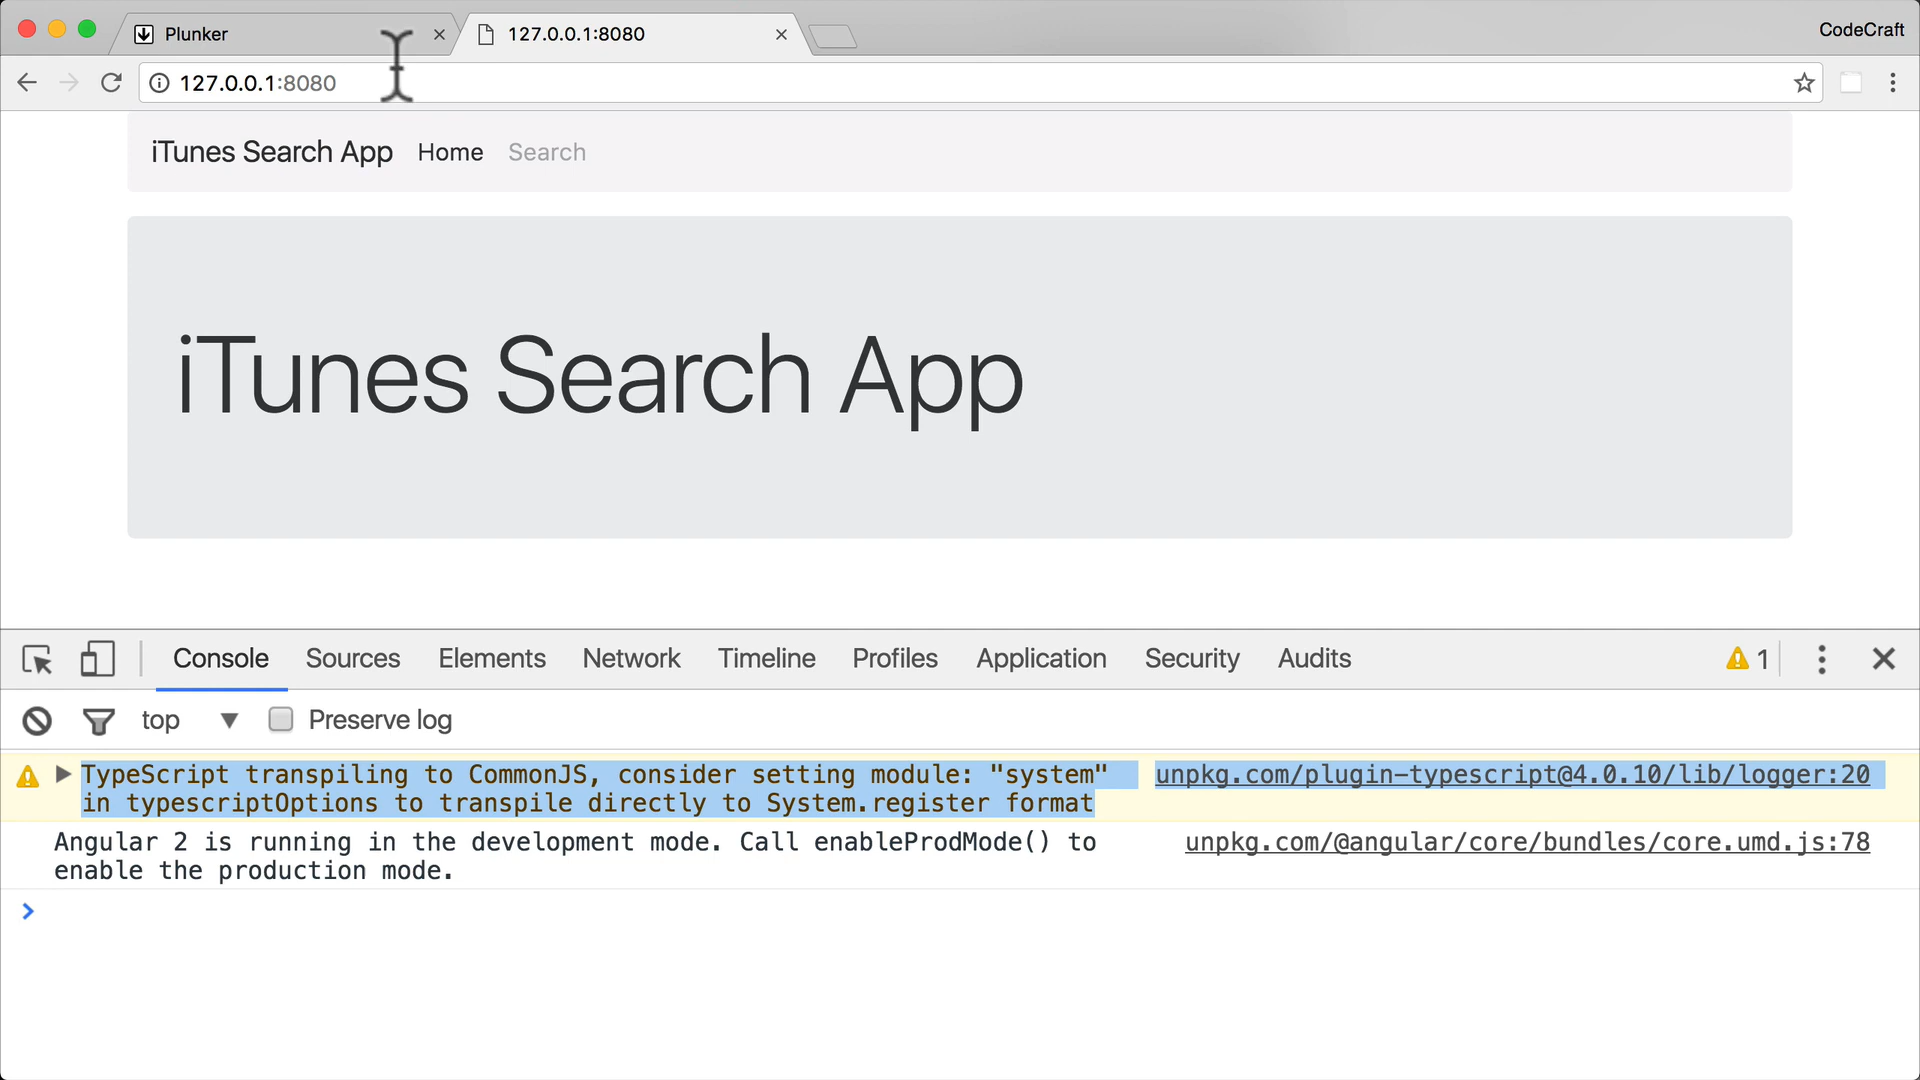 Plunker
127.0.0.1:8080
CodeCraft
127.0.0.1:8080
iTunes Search App Home Search
iTunes Search App
Console Sources Elements Network Timeline Profiles Application Security Audits 1
top Preserve log
TypeScript transpiling to CommonJS, consider setting module: "system" unpkg.com/plugin-typescript@4.0.10/lib/logger:20
in typescriptOptions to transpile directly to System.register format
Angular 2 is running in the development mode. Call enableProdMode() to unpkg.com/@angular/core/bundles/core.umd.js:78
enable the production mode.